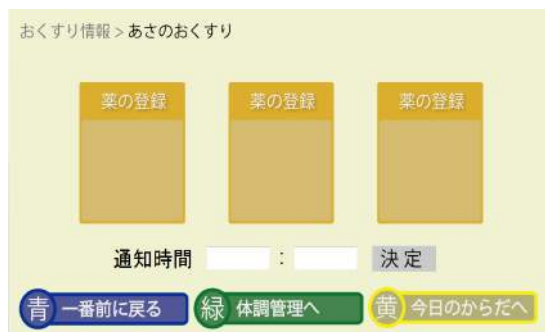 おくすり情報 > あさのおくすり
薬の登録 薬の登録 薬の登録
通知時間 : 決定
青 一番前に戻る 緑 体調管理へ 黄 今日のからだへ